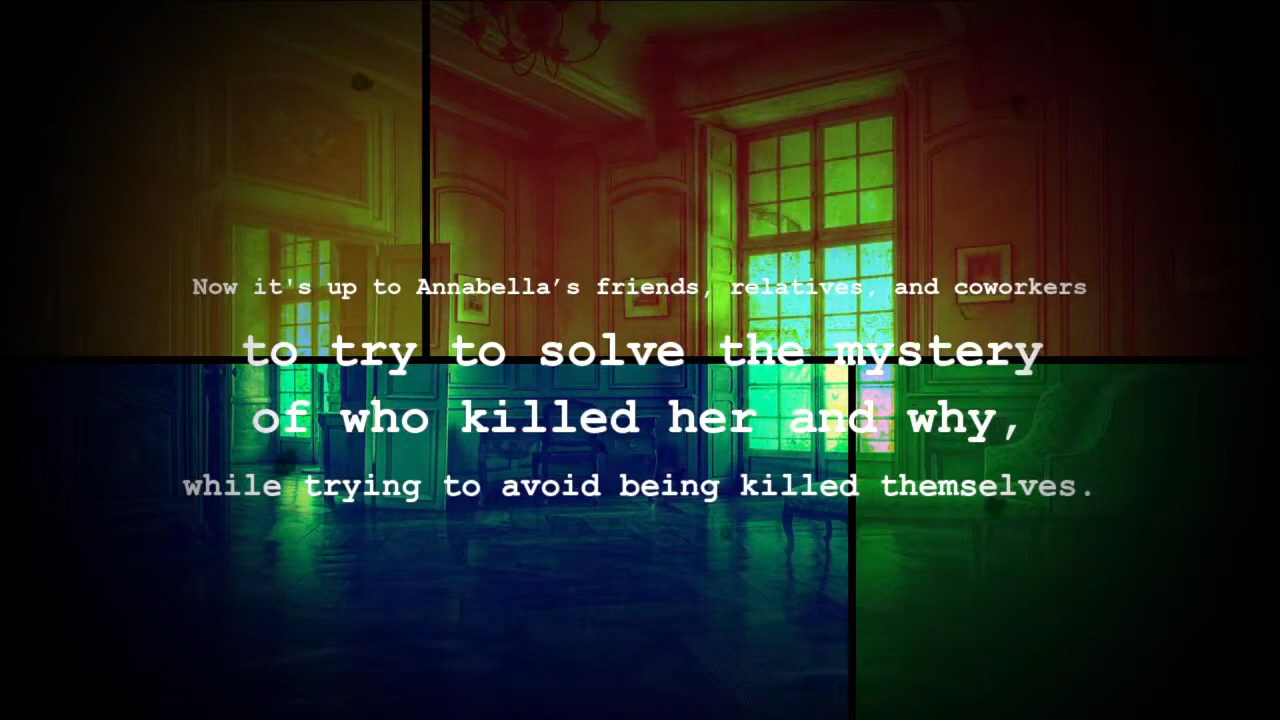 Now it's up to Annabella’s friends, relatives, and coworkers
to try to solve the mystery
of who killed her and why,
while trying to avoid being killed themselves.